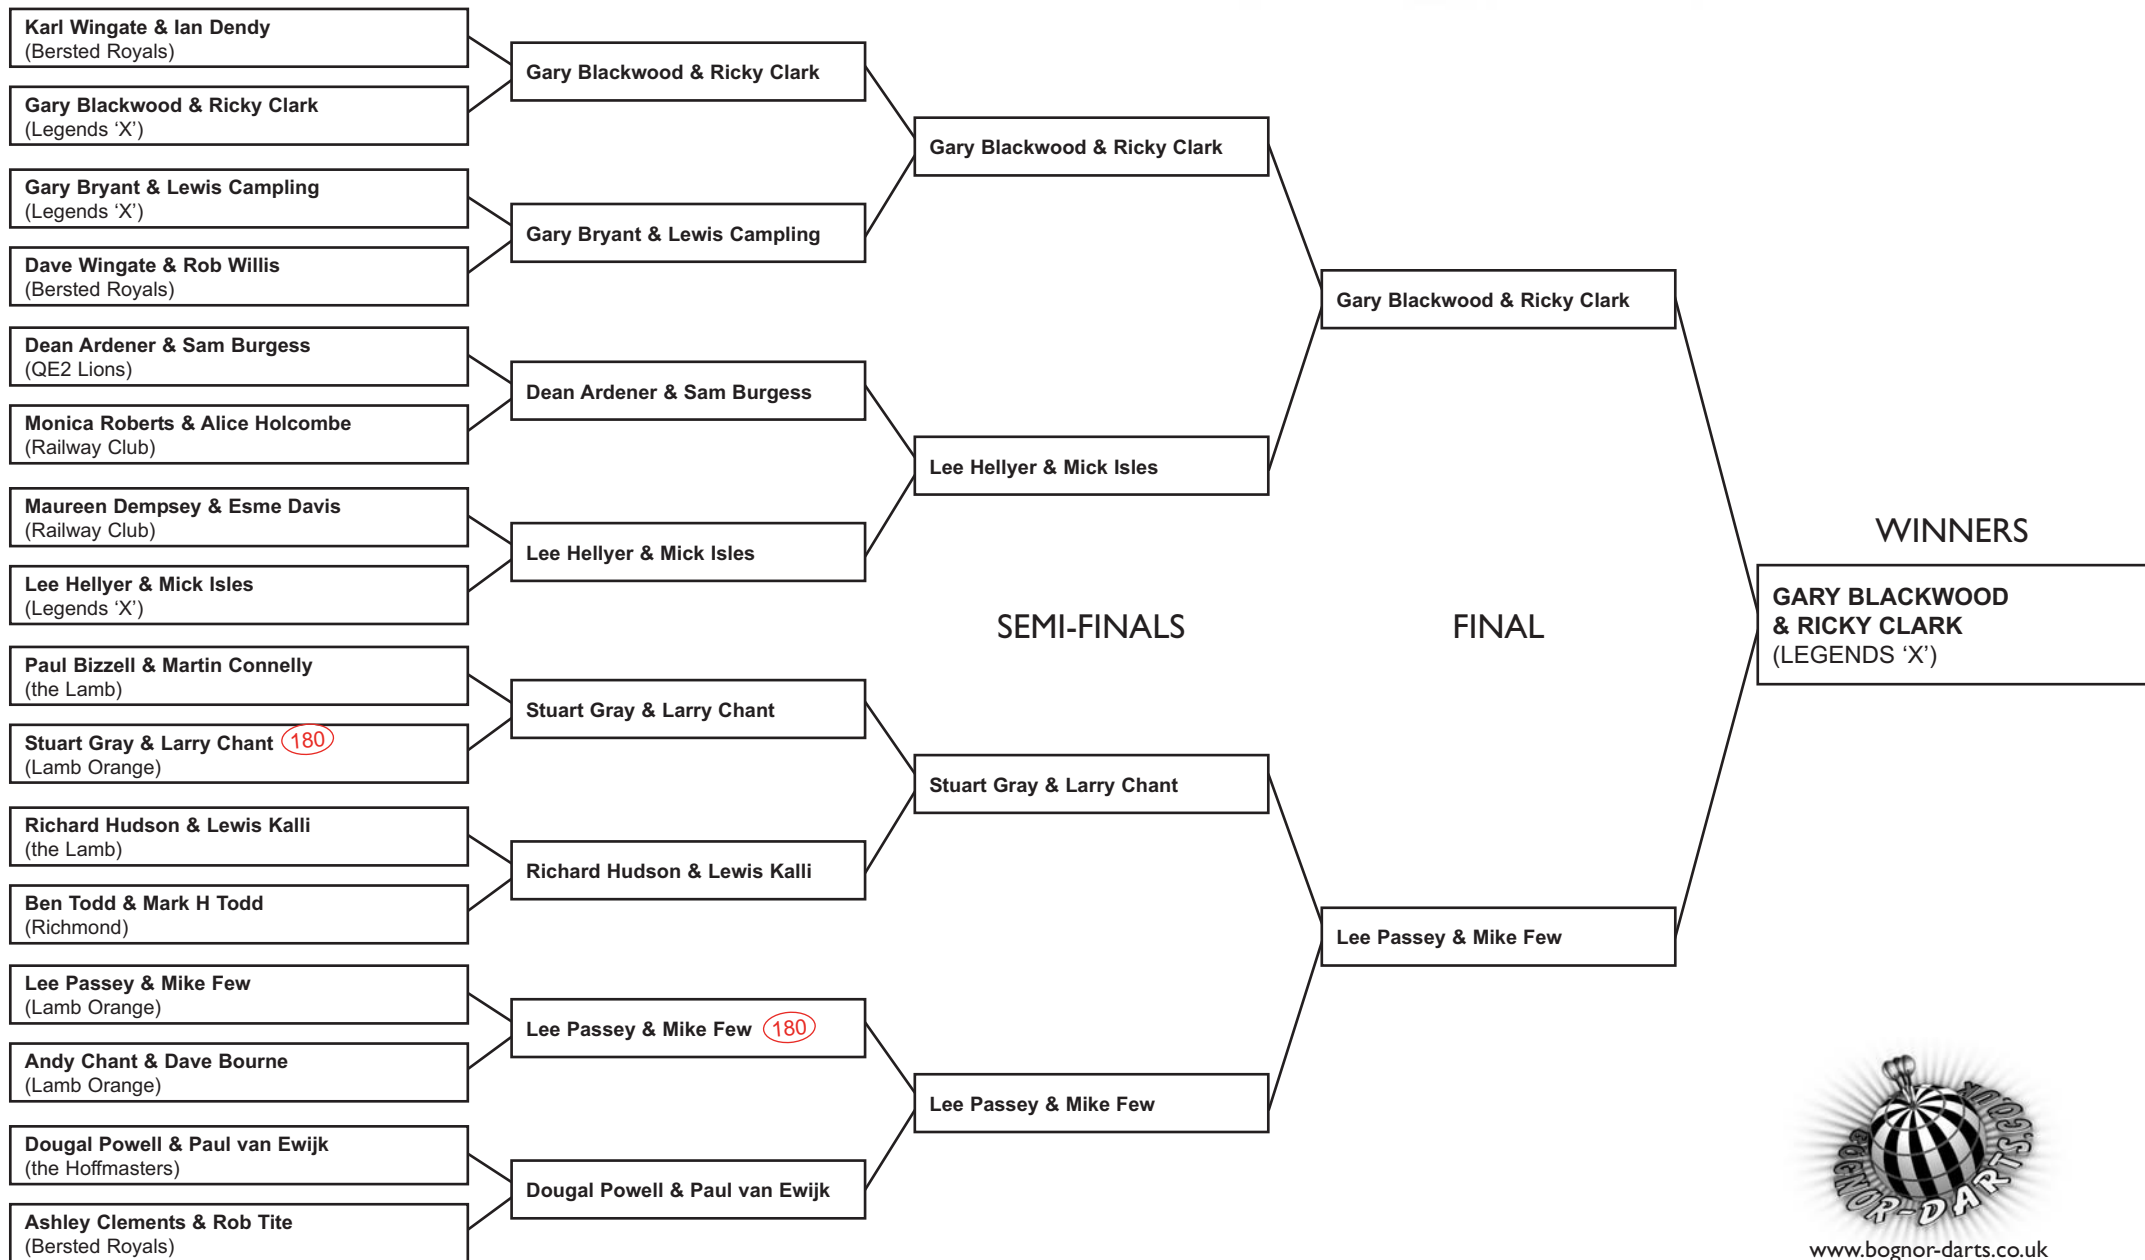 Karl Wingate & Ian Dendy
(Bersted Royals)
Gary Blackwood & Ricky Clark
(Legends ‘X’)
Gary Bryant & Lewis Campling
(Legends ‘X’)
Dave Wingate & Rob Willis
(Bersted Royals)
Dean Ardener & Sam Burgess
(QE2 Lions)
Monica Roberts & Alice Holcombe
(Railway Club)
Maureen Dempsey & Esme Davis
(Railway Club)
Lee Hellyer & Mick Isles
(Legends ‘X’)
Paul Bizzell & Martin Connelly
(the Lamb)
Stuart Gray & Larry Chant 180
(Lamb Orange)
Richard Hudson & Lewis Kalli
(the Lamb)
Ben Todd & Mark H Todd
(Richmond)
Lee Passey & Mike Few
(Lamb Orange)
Andy Chant & Dave Bourne
(Lamb Orange)
Dougal Powell & Paul van Ewijk
(the Hoffmasters)
Ashley Clements & Rob Tite
(Bersted Royals)
Gary Blackwood & Ricky Clark
Gary Bryant & Lewis Campling
Dean Ardener & Sam Burgess
Lee Hellyer & Mick Isles
Stuart Gray & Larry Chant
Richard Hudson & Lewis Kalli
Lee Passey & Mike Few 180
Dougal Powell & Paul van Ewijk
Gary Blackwood & Ricky Clark
Lee Hellyer & Mick Isles
SEMI-FINALS
Stuart Gray & Larry Chant
Lee Passey & Mike Few
Gary Blackwood & Ricky Clark
FINAL
Lee Passey & Mike Few
WINNERS
GARY BLACKWOOD
& RICKY CLARK
(LEGENDS ‘X’)
BOGNOR-DARTS.CO.UK
www.bognor-darts.co.uk